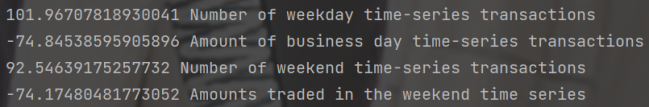 101.96707818930041 Number of weekday time-series transactions
-74.84538595905896 Amount of business day time-series transactions
92.54639175257732 Number of weekend time-series transactions
-74.17480481773052 Amounts traded in the weekend time series